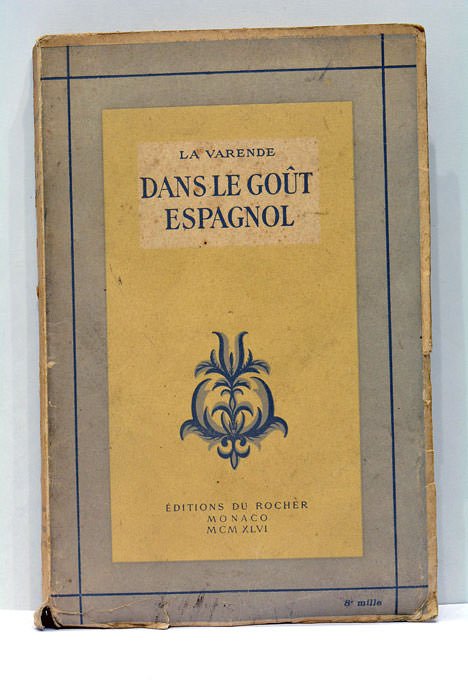 LA VARENDE
DANS LE GOÛT
ESPAGNOL
ÉDITIONS DU ROCHER
MONACO
MCM XLVI
8e mille